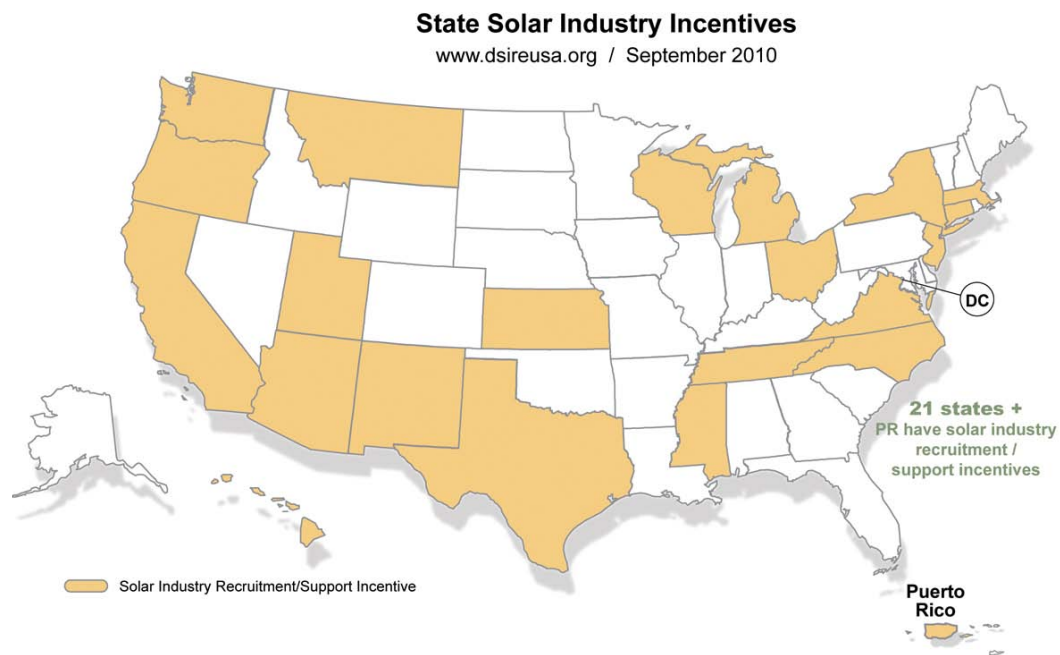 State Solar Industry Incentives
www.dsireusa.org / September 2010
DC
21 states +
PR have solar industry
recruitment /
support incentives
Solar Industry Recruitment/Support Incentive
Puerto
Rico